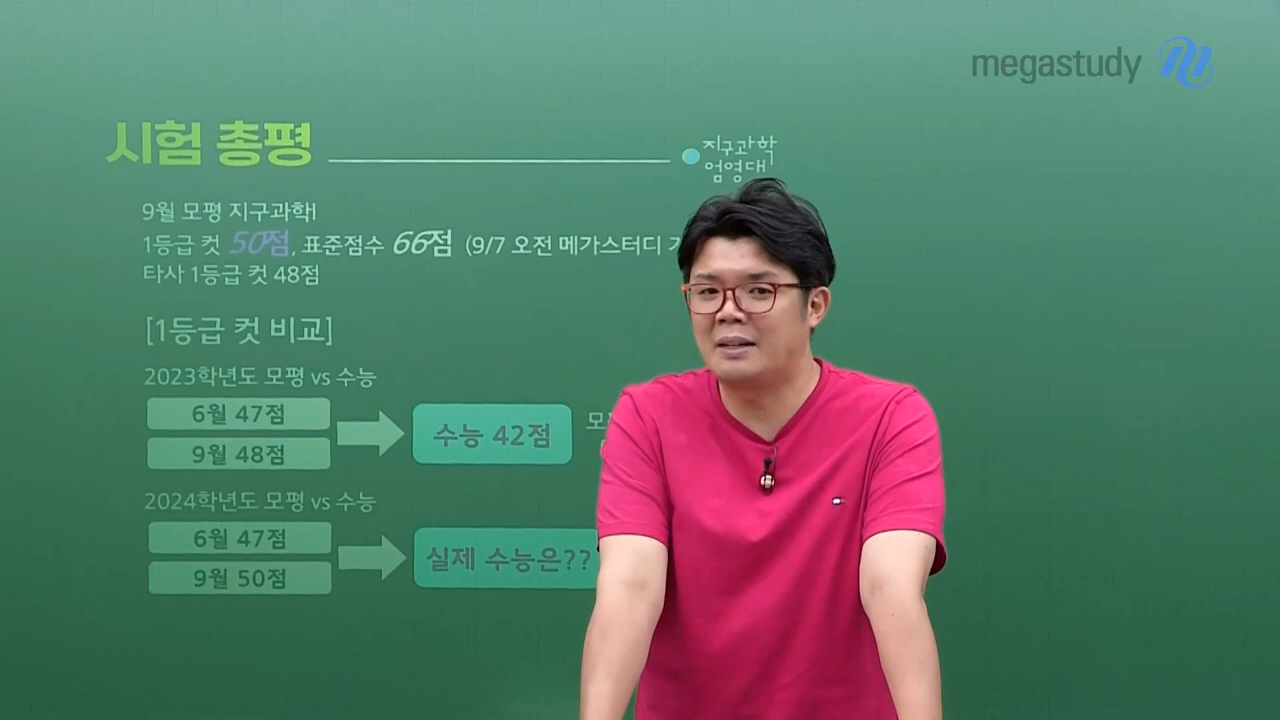 megastudy
시험 총평
지구과학
엄영대
9월 모평 지구과학I
1등급 컷 50점, 표준점수 66점 (9/7 오전 메가스터디
타사 1등급 컷 48점
[1등급 컷 비교]
2023학년도 모평 vs 수능
6월 47점
9월 48점
수능 42점
2024학년도 모평 vs 수능
6월 47점
9월 50점
실제 수능은??